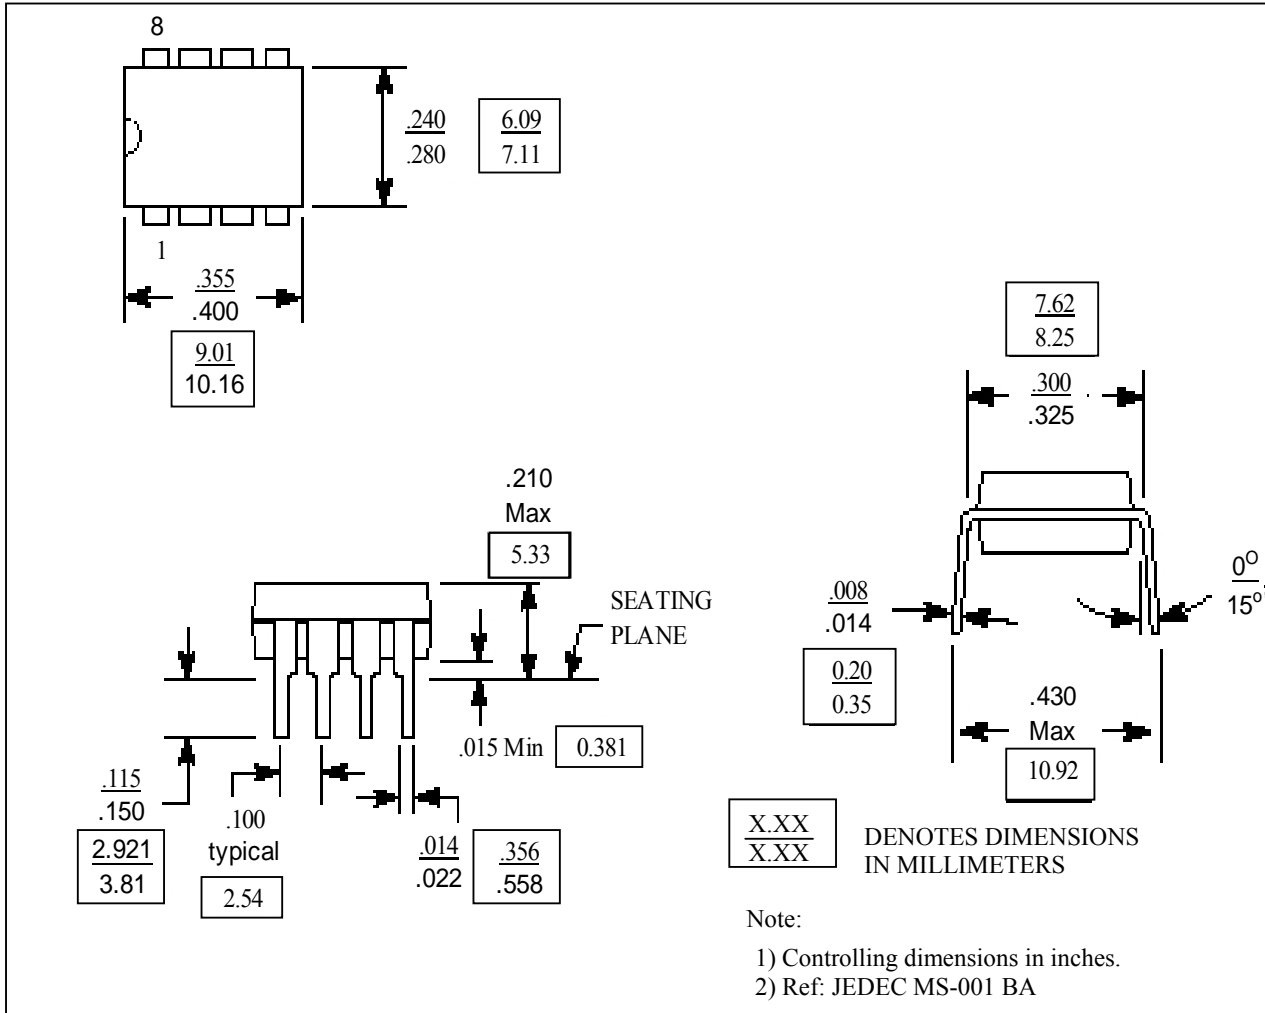 8
.240
.280
6.09
7.11
1
.355
.400
9.01
10.16
7.62
8.25
.300
.325
.210
Max
5.33
SEATING
PLANE
.015 Min
0.381
.115
.150
2.921
3.81
.100
typical
2.54
.014
.022
.356
.558
.008
.014
0.20
0.35
0°
15°
.430
Max
10.92
X.XX
X.XX
DENOTES DIMENSIONS
IN MILLIMETERS
Note:
1) Controlling dimensions in inches.
2) Ref: JEDEC MS-001 BA